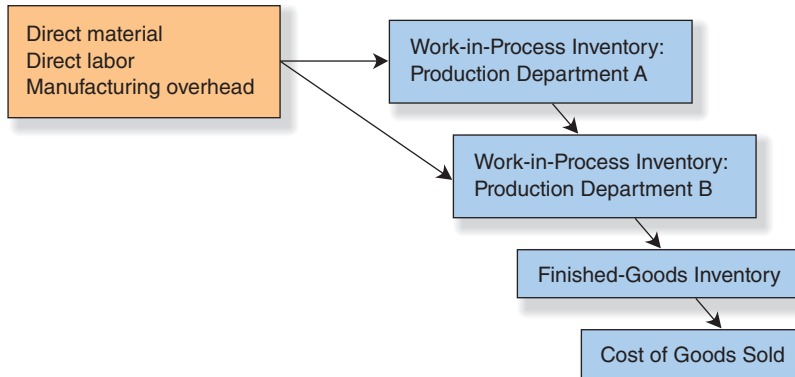 Direct material
Direct labor
Manufacturing overhead
Work-in-Process Inventory:
Production Department A
Work-in-Process Inventory:
Production Department B
Finished-Goods Inventory
Cost of Goods Sold